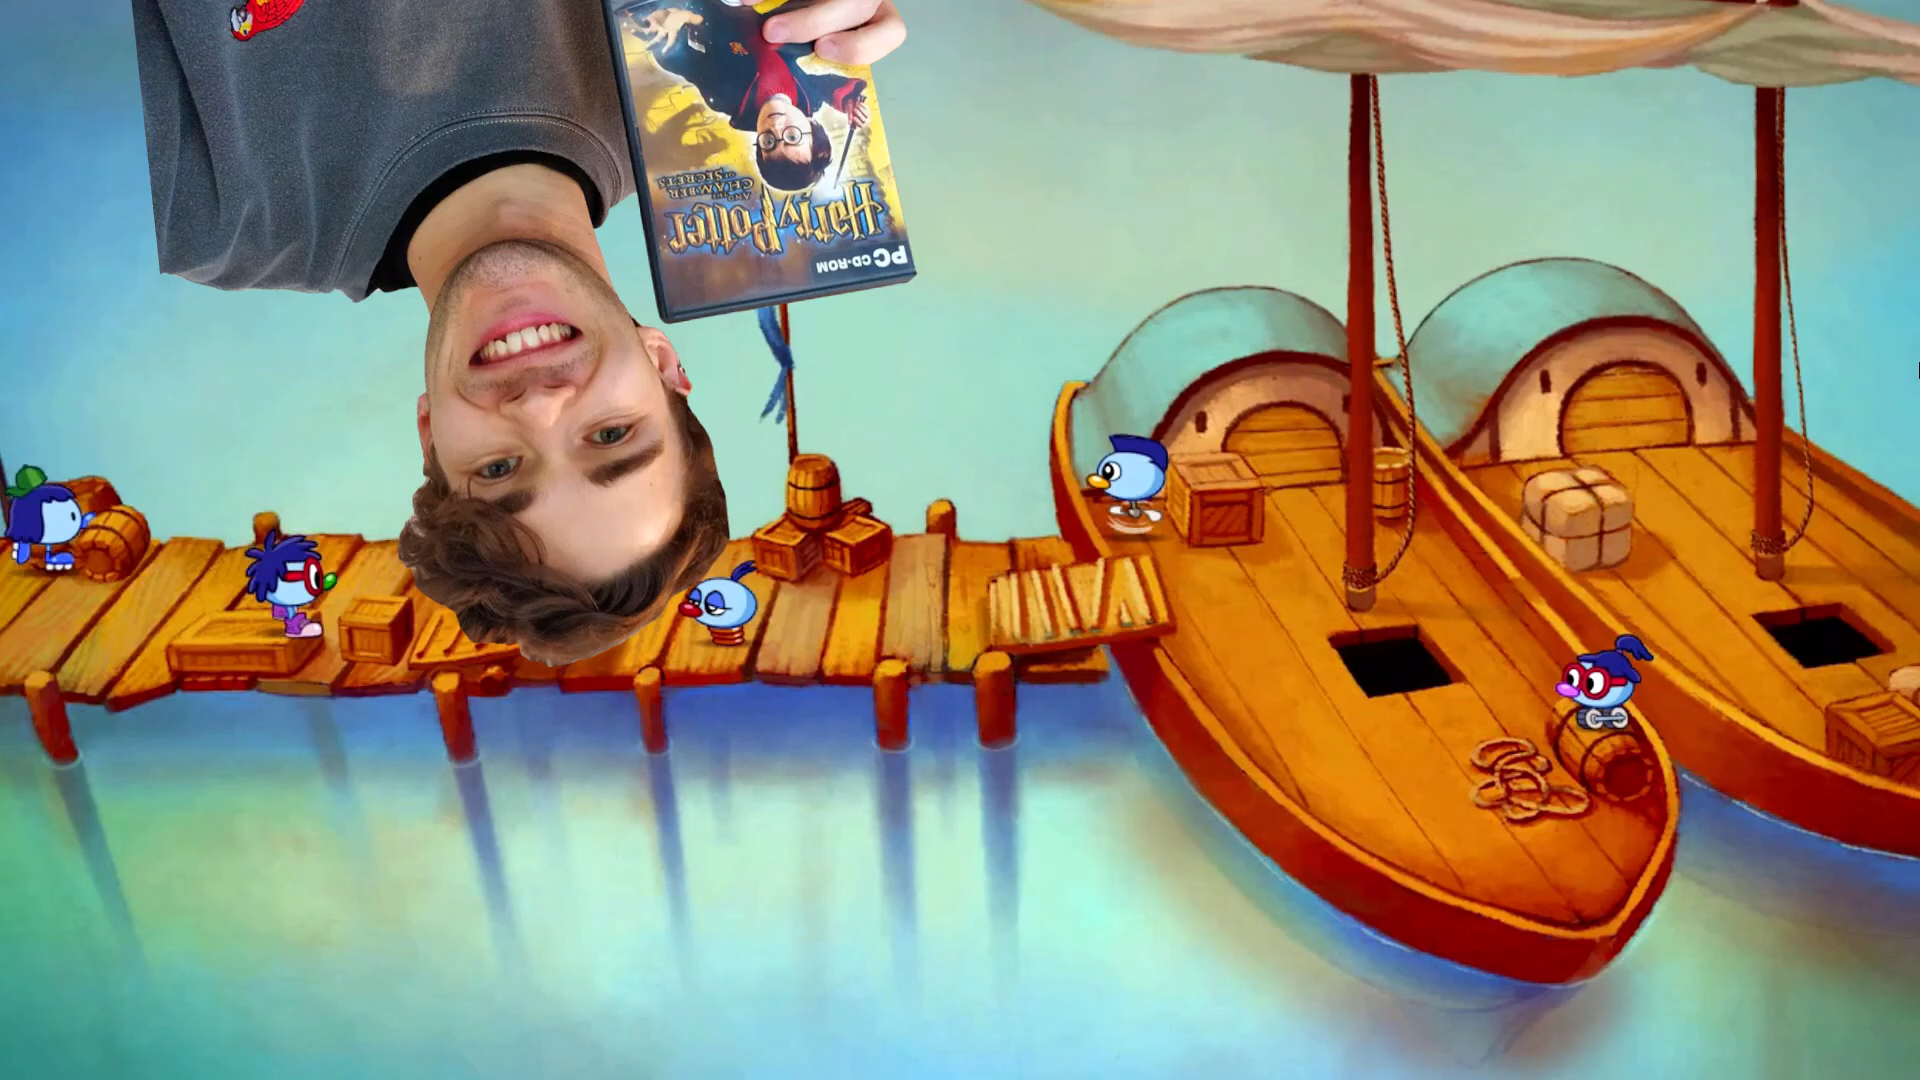 PC CD-ROM
Harry Potter
AND THE
CHAMBER
OF SECRETS